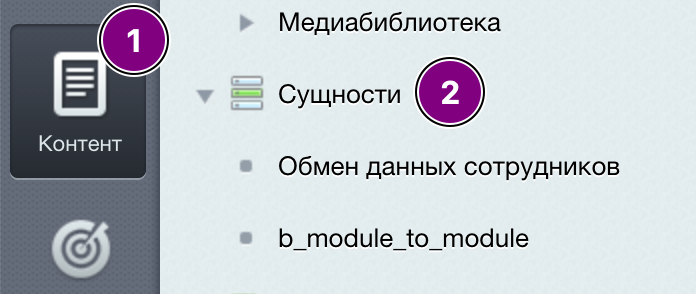 1
Контент
Медиабиблиотека
Сущности 2
Обмен данных сотрудников
b_module_to_module